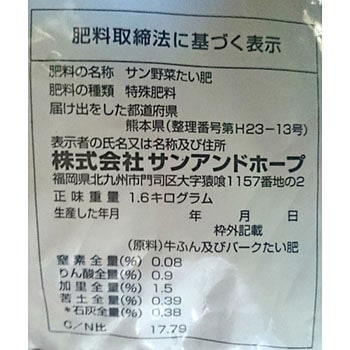 肥料取締法に基づく表示
肥料の名称 サン野菜たい肥
肥料の種類 特殊肥料
届け出をした都道府県
熊本県(整理番号第H23-13号)
表示者の氏名又は名称及び住所
株式会社サンアンドホープ
福岡県北九州市門司区大字猿喰1157番地の2
正味重量 1.6キログラム
生産した年月 年 月 日
枠外記載
(原料)牛ふん及びバークたい肥
窒素全量(%) 0.08
りん酸全量(%) 0.9
加里全量(%) 1.5
苦土全量(%) 0.39
*石灰全量(%) 0.38
C/N比 17.79